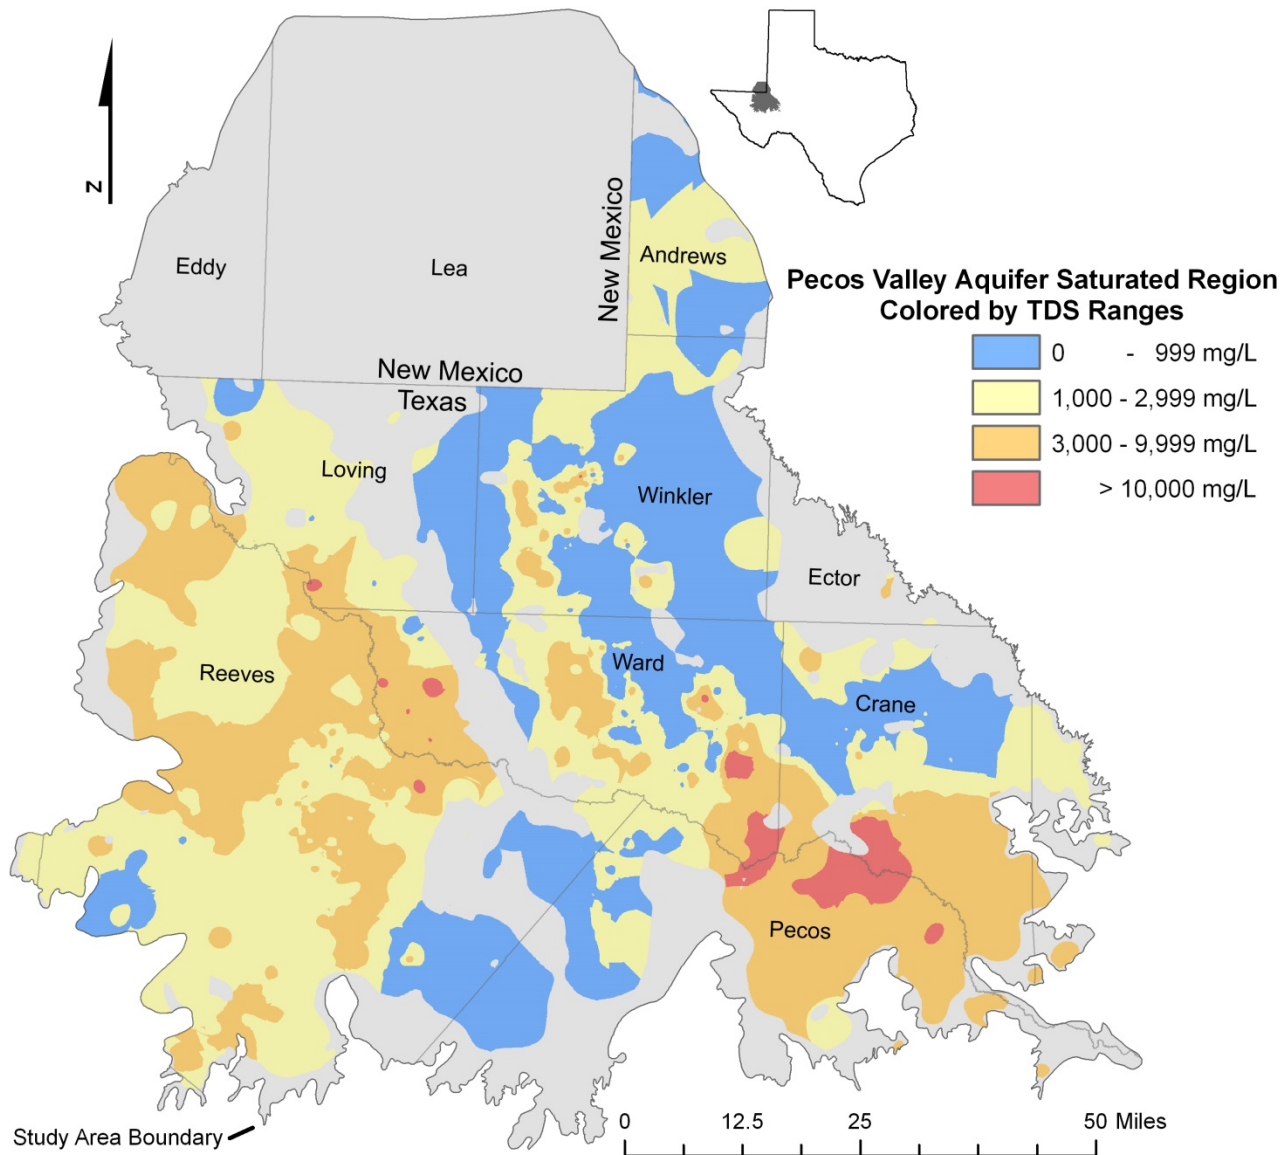 N
New Mexico
Andrews
Eddy
Lea
Pecos Valley Aquifer Saturated Region
Colored by TDS Ranges
0 - 999 mg/L
1,000 - 2,999 mg/L
3,000 - 9,999 mg/L
> 10,000 mg/L
New Mexico
Texas
Loving
Winkler
Ector
Reeves
Ward
Crane
Pecos
Study Area Boundary
0 12.5 25 50 Miles